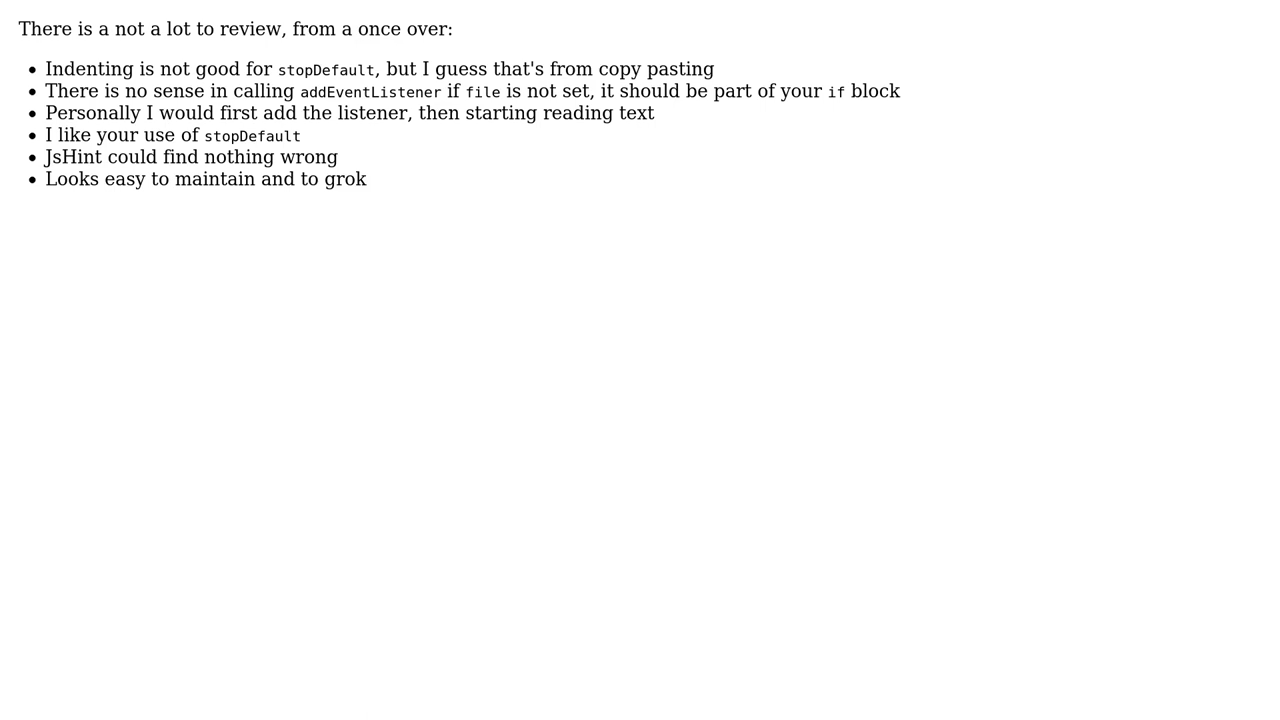 There is a not a lot to review, from a once over:
• Indenting is not good for stopDefault, but I guess that's from copy pasting
• There is no sense in calling addEventListener if file is not set, it should be part of your if block
• Personally I would first add the listener, then starting reading text
• I like your use of stopDefault
• JsHint could find nothing wrong
• Looks easy to maintain and to grok